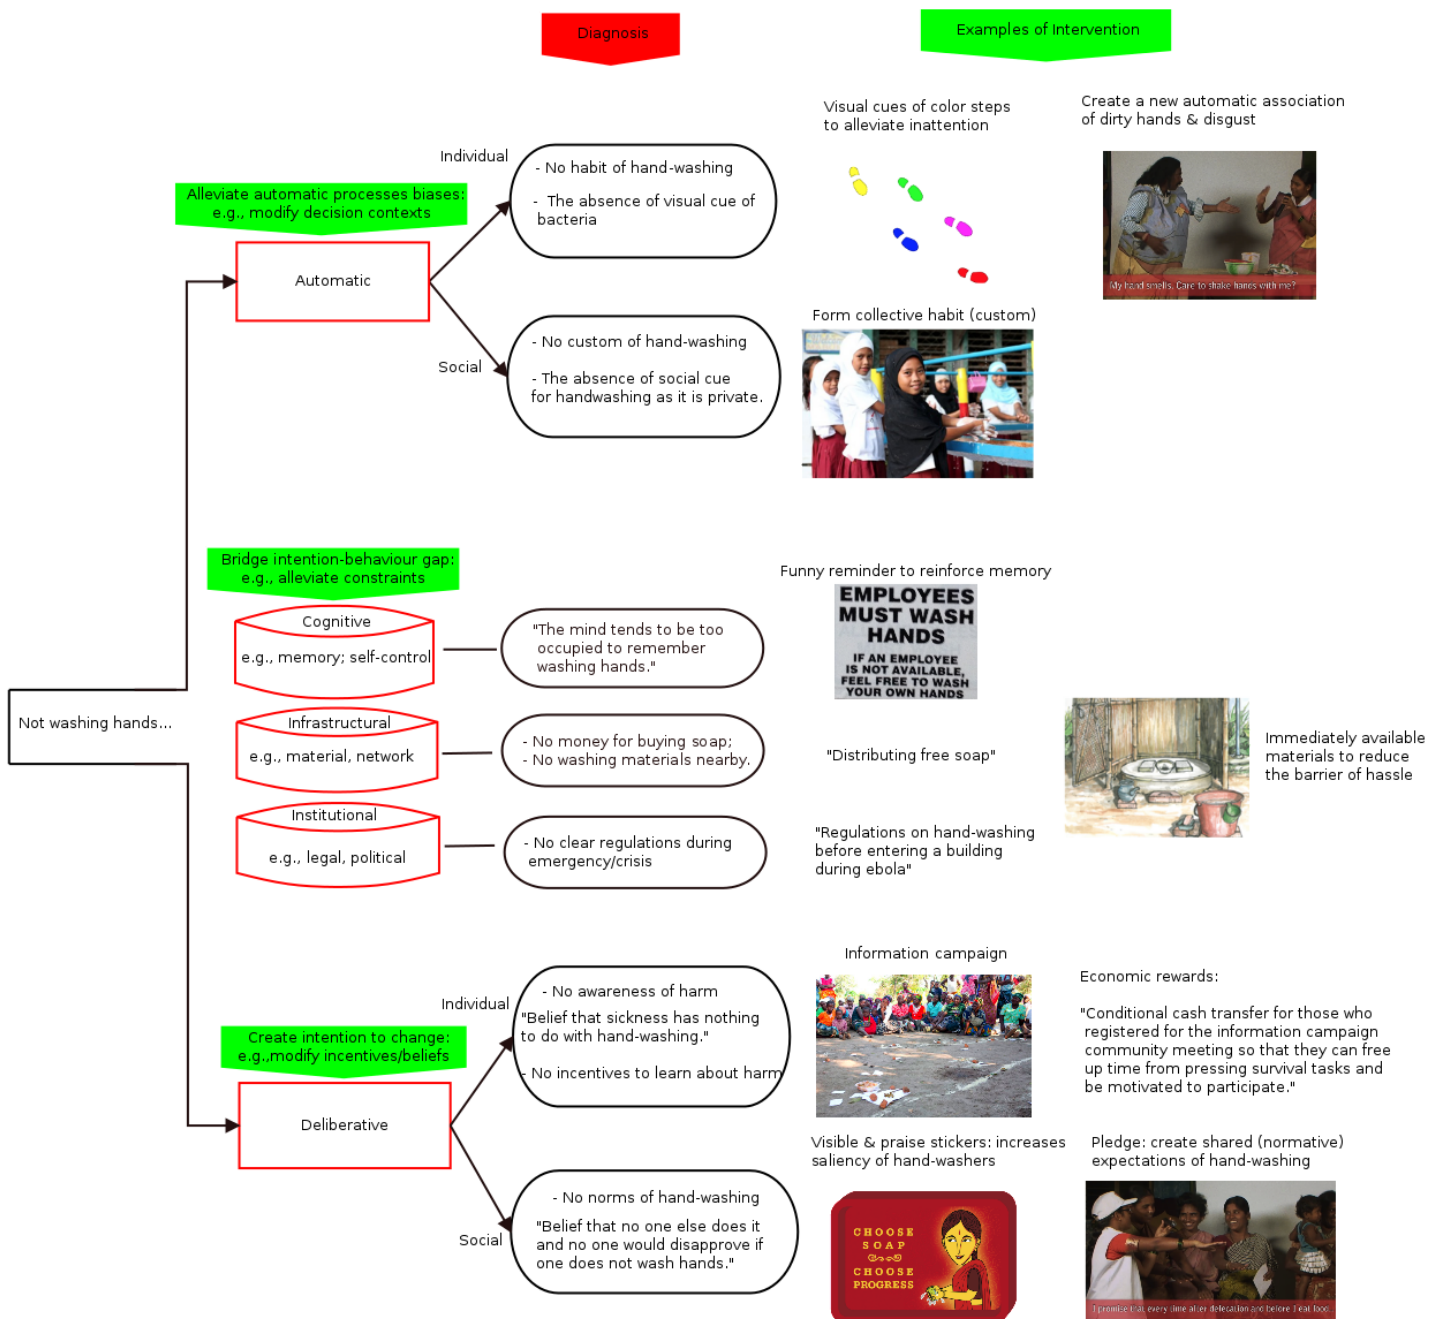 Diagnosis
Examples of Intervention
Visual cues of color steps
to alleviate inattention
Create a new automatic association
of dirty hands & disgust
Individual
- No habit of hand-washing
- The absence of visual cue of
bacteria
Alleviate automatic processes biases:
e.g., modify decision contexts
Automatic
My hand smells. Care to shake hands with me?
Form collective habit (custom)
Social
- No custom of hand-washing
- The absence of social cue
for handwashing as it is private.
Bridge intention-behaviour gap:
e.g., alleviate constraints
Cognitive
e.g., memory; self-control
"The mind tends to be too
occupied to remember
washing hands."
Funny reminder to reinforce memory
EMPLOYEES
MUST WASH
HANDS
IF AN EMPLOYEE
IS NOT AVAILABLE,
FEEL FREE TO WASH
YOUR OWN HANDS
Not washing hands...
Infrastructural
e.g., material, network
- No money for buying soap;
- No washing materials nearby.
"Distributing free soap"
Immediately available
materials to reduce
the barrier of hassle
Institutional
e.g., legal, political
- No clear regulations during
emergency/crisis
"Regulations on hand-washing
before entering a building
during ebola"
Information campaign
Individual
- No awareness of harm
"Belief that sickness has nothing
to do with hand-washing."
- No incentives to learn about harm
Economic rewards:
"Conditional cash transfer for those who
registered for the information campaign
community meeting so that they can free
up time from pressing survival tasks and
be motivated to participate."
Create intention to change:
e.g.,modify incentives/beliefs
Deliberative
Visible & praise stickers: increases
saliency of hand-washers
Pledge: create shared (normative)
expectations of hand-washing
Social
- No norms of hand-washing
"Belief that no one else does it
and no one would disapprove if
one does not wash hands."
CHOOSE
SOAP
CHOOSE
PROGRESS
I promise that every time after defecation and before I eat food..